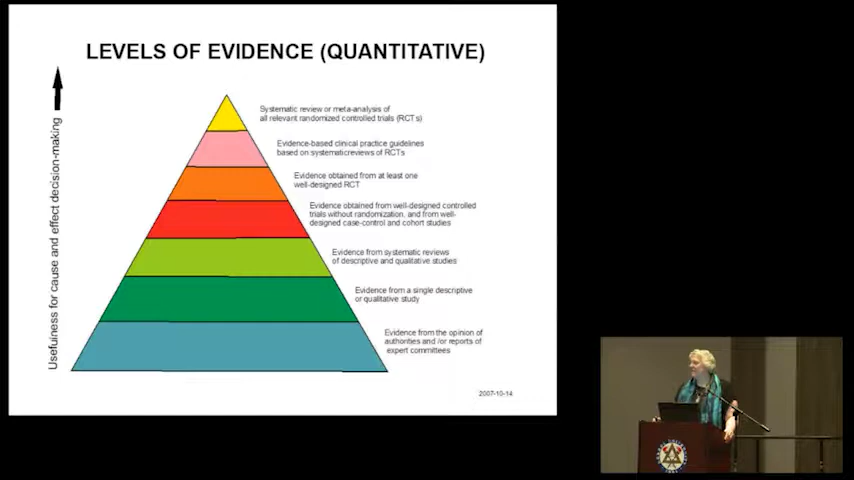 LEVELS OF EVIDENCE (QUANTITATIVE)
Usefulness for cause and effect decision-making
Systematic review or meta-analysis of
all relevant randomized controlled trials (RCTs)
Evidence-based clinical practice guidelines
based on systematicreviews of RCTs
Evidence obtained from at least one
well-designed RCT
Evidence obtained from well-designed controlled
trials without randomization, and from well-
designed case-control and cohort studies
Evidence from systematic reviews
of descriptive and qualitative studies
Evidence from a single descriptive
or qualitative study
Evidence from the opinion of
authorities and /or reports of
expert committees
2007-10-14